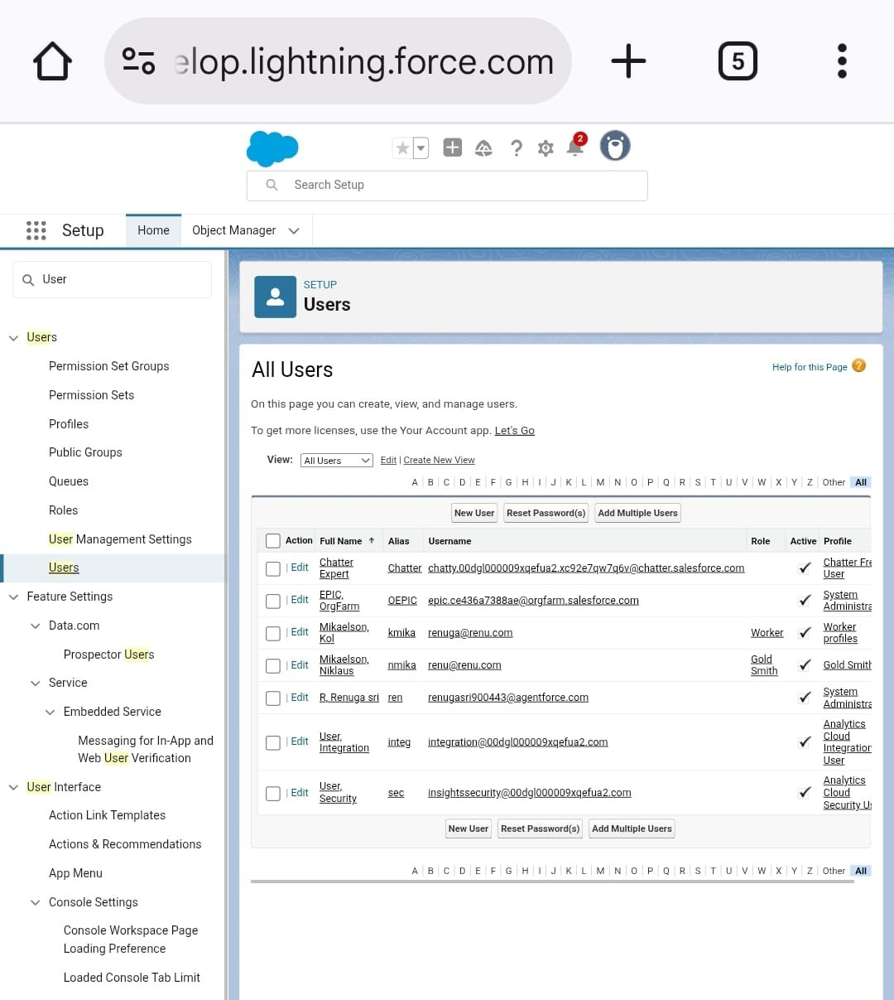 elop.lightning.force.com
5
2
Search Setup
Setup
Home
Object Manager
User
Users
Permission Set Groups
Permission Sets
Profiles
Public Groups
Queues
Roles
User Management Settings
Users
Feature Settings
Data.com
Prospector Users
Service
Embedded Service
Messaging for In-App and
Web User Verification
User Interface
Action Link Templates
Actions & Recommendations
App Menu
Console Settings
Console Workspace Page
Loading Preference
Loaded Console Tab Limit
SETUP
Users
All Users
Help for this Page ?
On this page you can create, view, and manage users.
To get more licenses, use the Your Account app. Let's Go
View: All Users Edit | Create New View
A | B | C | D | E | F | G | H | I | J | K | L | M | N | O | P | Q | R | S | T | U | V | W | X | Y | Z | Other All
New User Reset Password(s) Add Multiple Users
Action Full Name Alias Username Role Active Profile
| Edit Chatter Expert Chatter chatty.00dgl000009xqefua2.xc92e7qw7q6v@chatter.salesforce.com Chatter Fre User
| Edit EPIC, OrgFarm OEPIC epic.ce436a7388ae@orgfarm.salesforce.com System Administra
| Edit Mikaelson, Kol kmika renuga@renu.com Worker Worker profiles
| Edit Mikaelson, Niklaus nmika renu@renu.com Gold Smith Gold Smith
| Edit R, Renuga sri ren renugasri900443@agentforce.com System Administra
| Edit User, Integration integ integration@00dgl000009xqefua2.com Analytics Cloud Integration User
| Edit User, Security sec insightssecurity@00dgl000009xqefua2.com Analytics Cloud Security Us
New User Reset Password(s) Add Multiple Users
A | B | C | D | E | F | G | H | I | J | K | L | M | N | O | P | Q | R | S | T | U | V | W | X | Y | Z | Other All